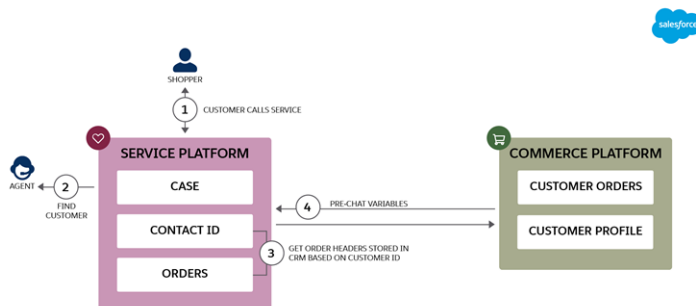 salesforce
SHOPPER
1
CUSTOMER CALLS SERVICE
SERVICE PLATFORM
COMMERCE PLATFORM
CASE
CUSTOMER ORDERS
AGENT
2
FIND
CUSTOMER
4
PRE-CHAT VARIABLES
CONTACT ID
CUSTOMER PROFILE
3
GET ORDER HEADERS STORED IN
CRM BASED ON CUSTOMER ID
ORDERS